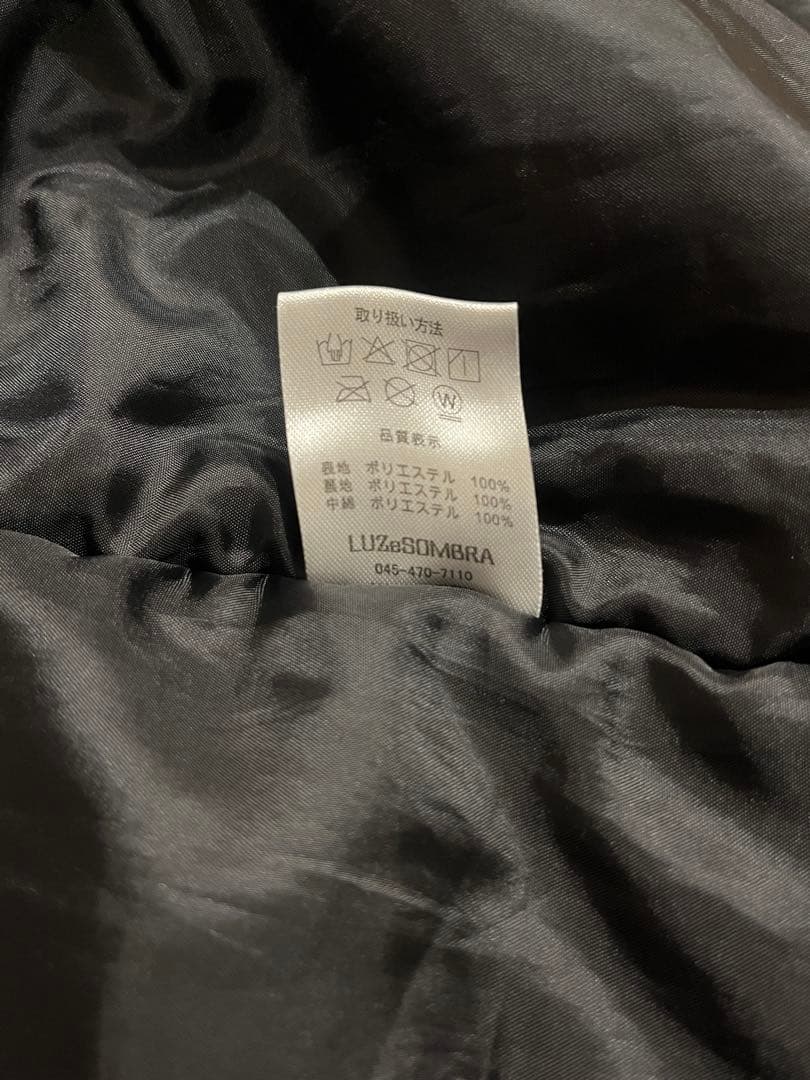 取り扱い方法
W
品質表示
表地 ポリエステル 100%
裏地 ポリエステル 100%
中綿 ポリエステル 100%
LUZeSOMBRA
045-470-7110